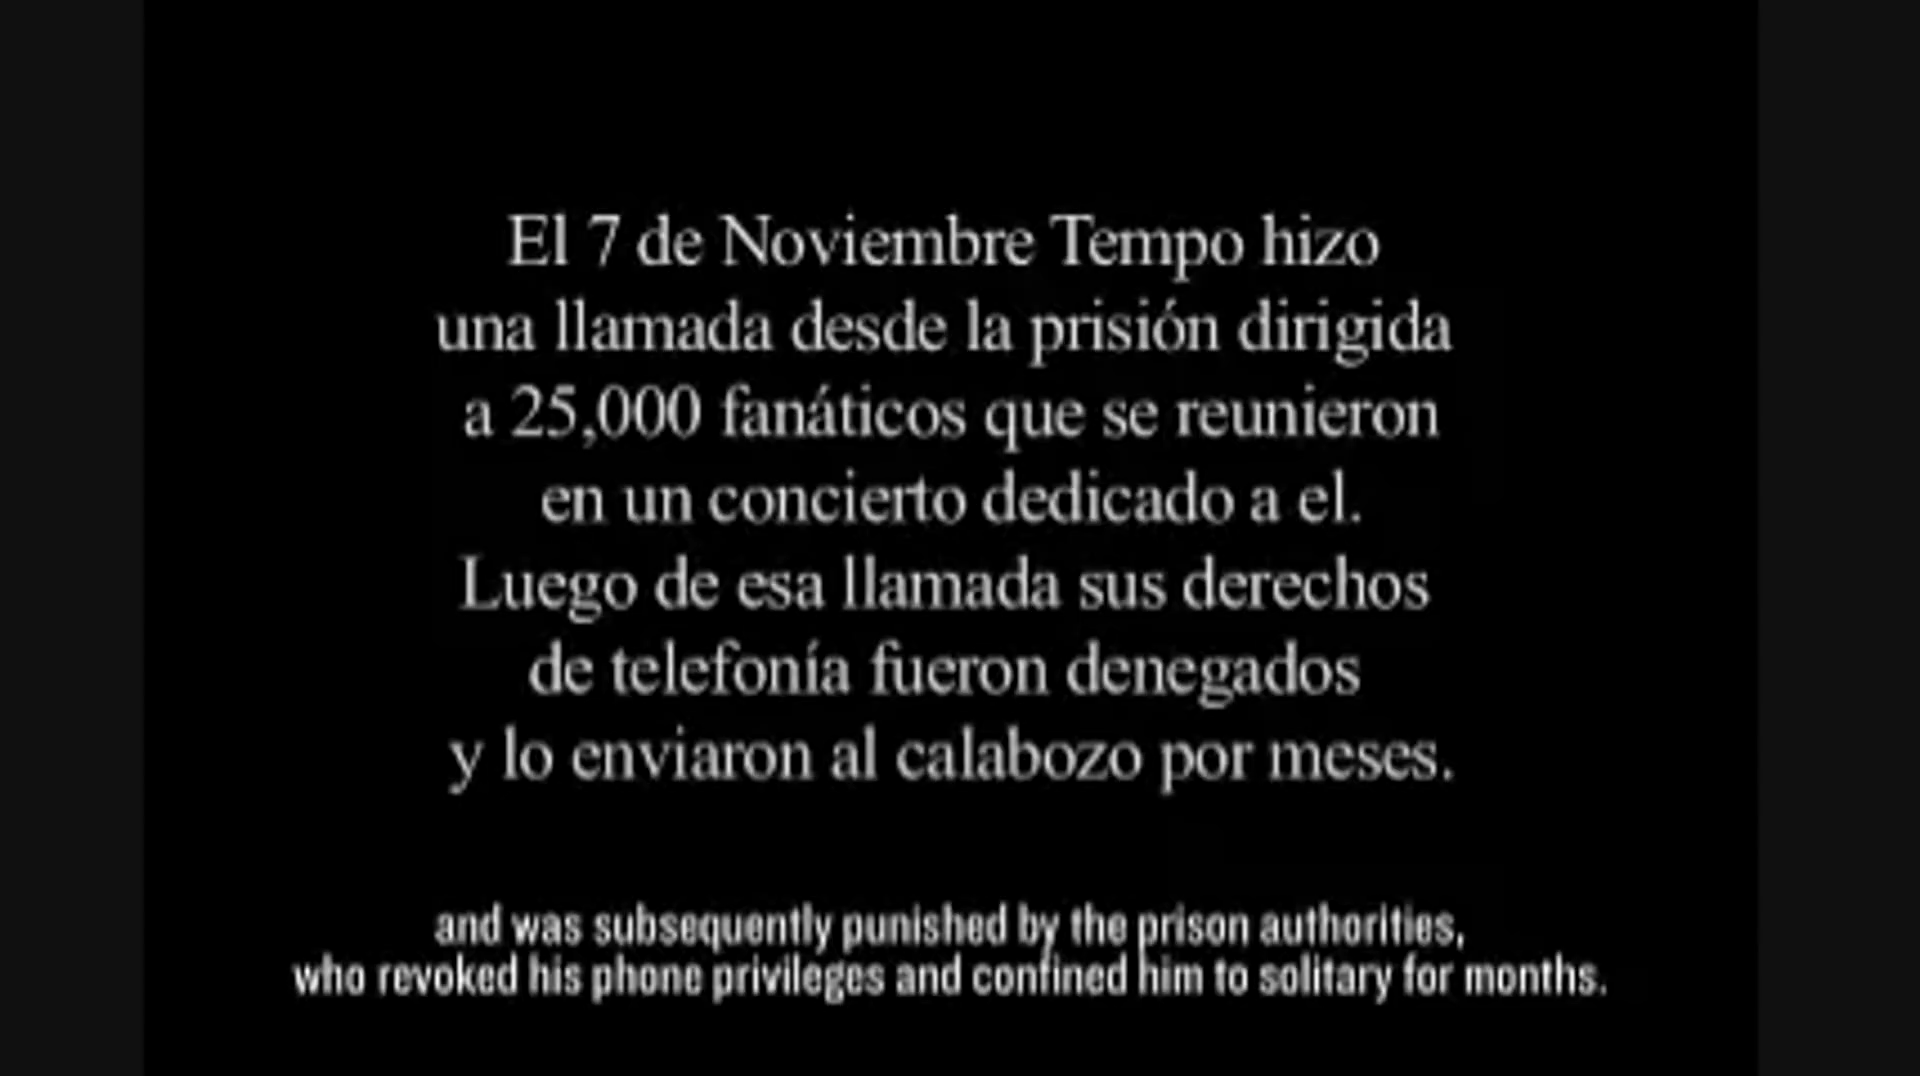 El 7 de Noviembre Tempo hizo
una llamada desde la prisión dirigida
a 25,000 fanáticos que se reunieron
en un concierto dedicado a el.
Luego de esa llamada sus derechos
de telefonía fueron denegados
y lo enviaron al calabozo por meses.
and was subsequently punished by the prison authorities,
who revoked his phone privileges and confined him to solitary for months.